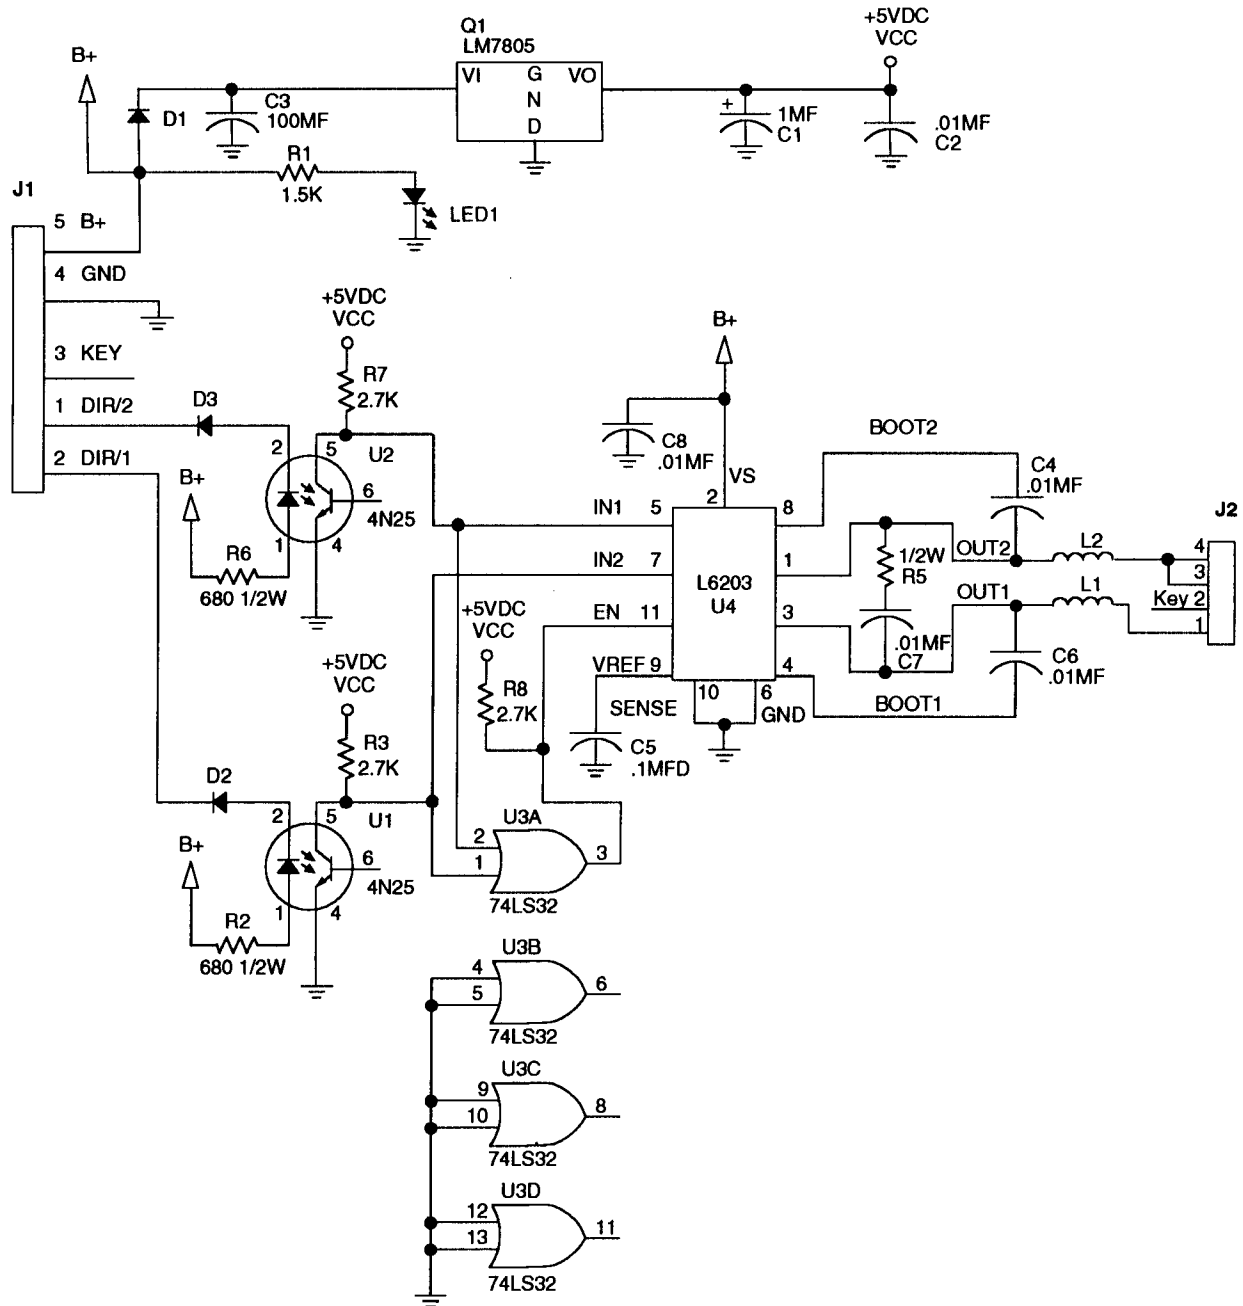 +5VDC
VCC
Q1
LM7805
B+
VI G VO
N
D
D1
C3
100MF
+ 1MF
C1
.01MF
C2
R1
1.5K
LED1
J1
5 B+
4 GND
3 KEY
1 DIR/2
2 DIR/1
+5VDC
VCC
R7
2.7K
D3
2
5
U2
6
4N25
1
4
B+
R6
680 1/2W
B+
C8
.01MF
VS
2
BOOT2
C4
.01MF
IN1 5
8
IN2 7
1
L6203
U4
EN 11
3
VREF 9
4
10
6
SENSE
GND
BOOT1
1/2W
R5
.01MF
C7
OUT2
L2
OUT1
L1
C6
.01MF
J2
4
3
Key 2
1
+5VDC
VCC
R8
2.7K
C5
.1MFD
+5VDC
VCC
R3
2.7K
D2
2
5
U1
6
4N25
1
4
B+
R2
680 1/2W
U3A
2
1
3
74LS32
U3B
4
5
6
74LS32
U3C
9
10
8
74LS32
U3D
12
13
11
74LS32